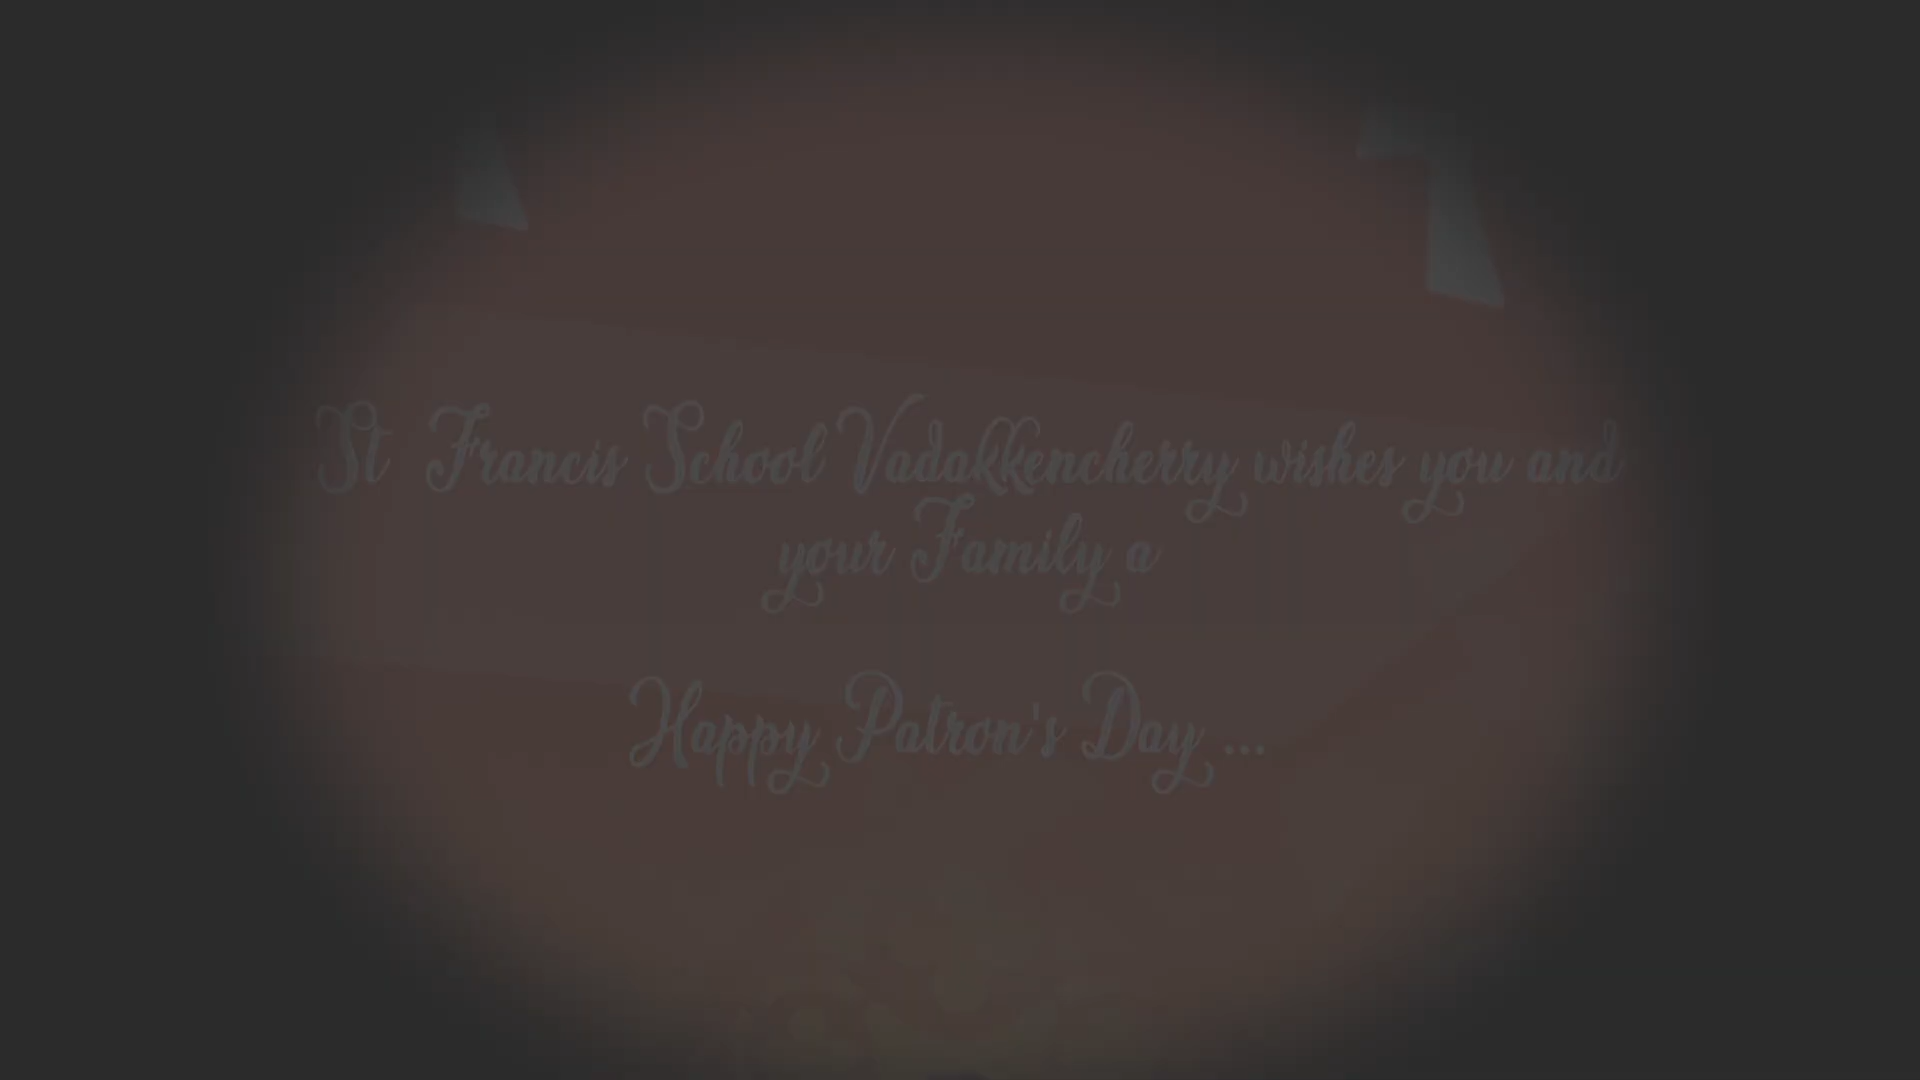 St Francis School Vadakkencherry wishes you and
your Family a
Happy Patron's Day ...